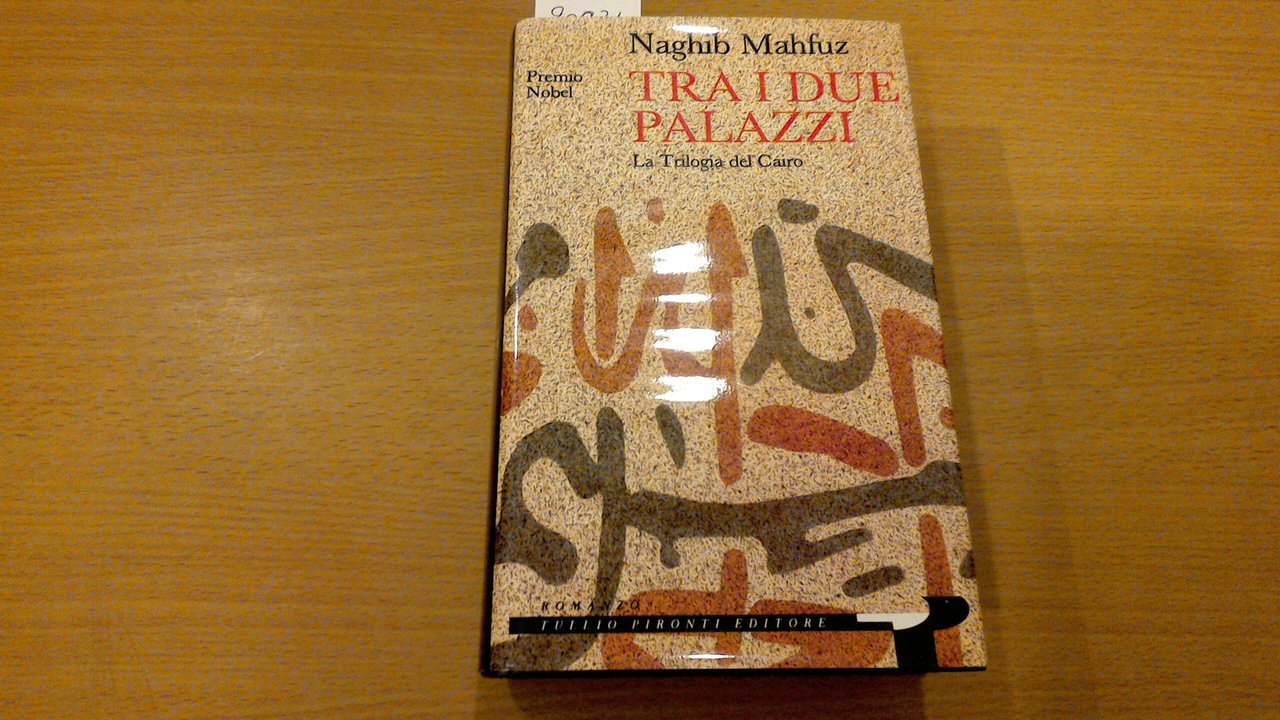 Naghib Mahfuz
Premio
Nobel
TRA I DUE
PALAZZI
La Trilogia del Cairo
ROMANZO
TULLIO PIRONTI EDITORE